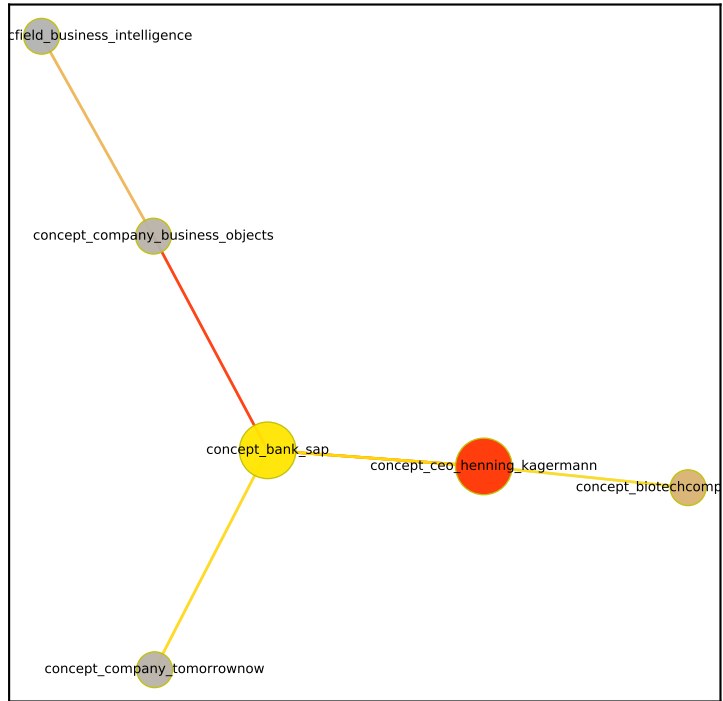 cfield_business_intelligence
concept_company_business_objects
concept_bank_sap
concept_ceo_henning_kagermann
concept_biotechcomp
concept_company_tomorrownow